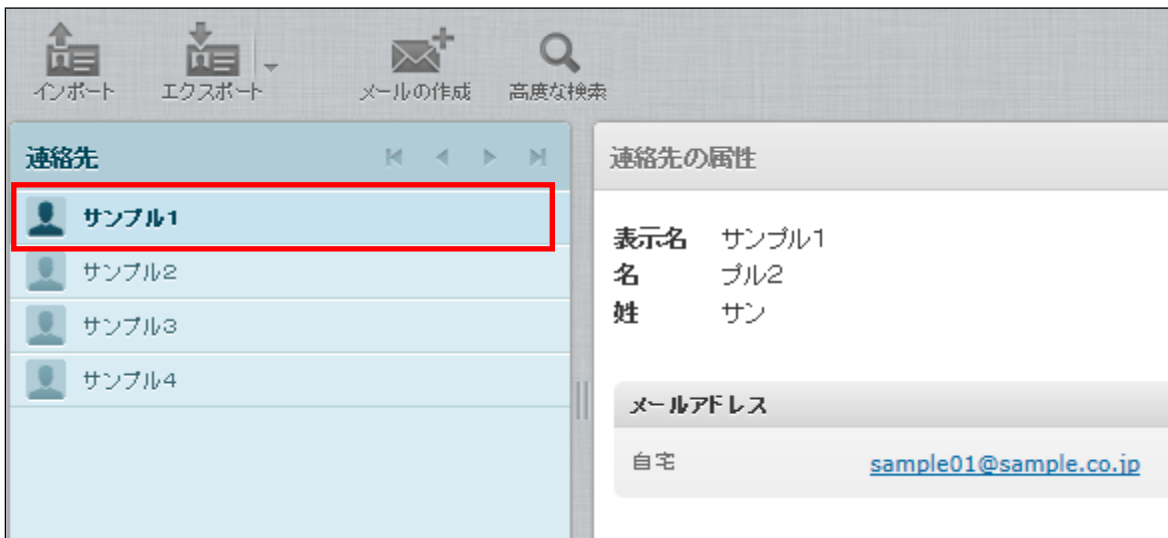 インポート エクスポート メールの作成 高度な検索
連絡先
サンプル1
サンプル2
サンプル3
サンプル4
連絡先の属性
表示名 サンプル1
名 プル2
姓 サン
メールアドレス
自宅 sample01@sample.co.jp